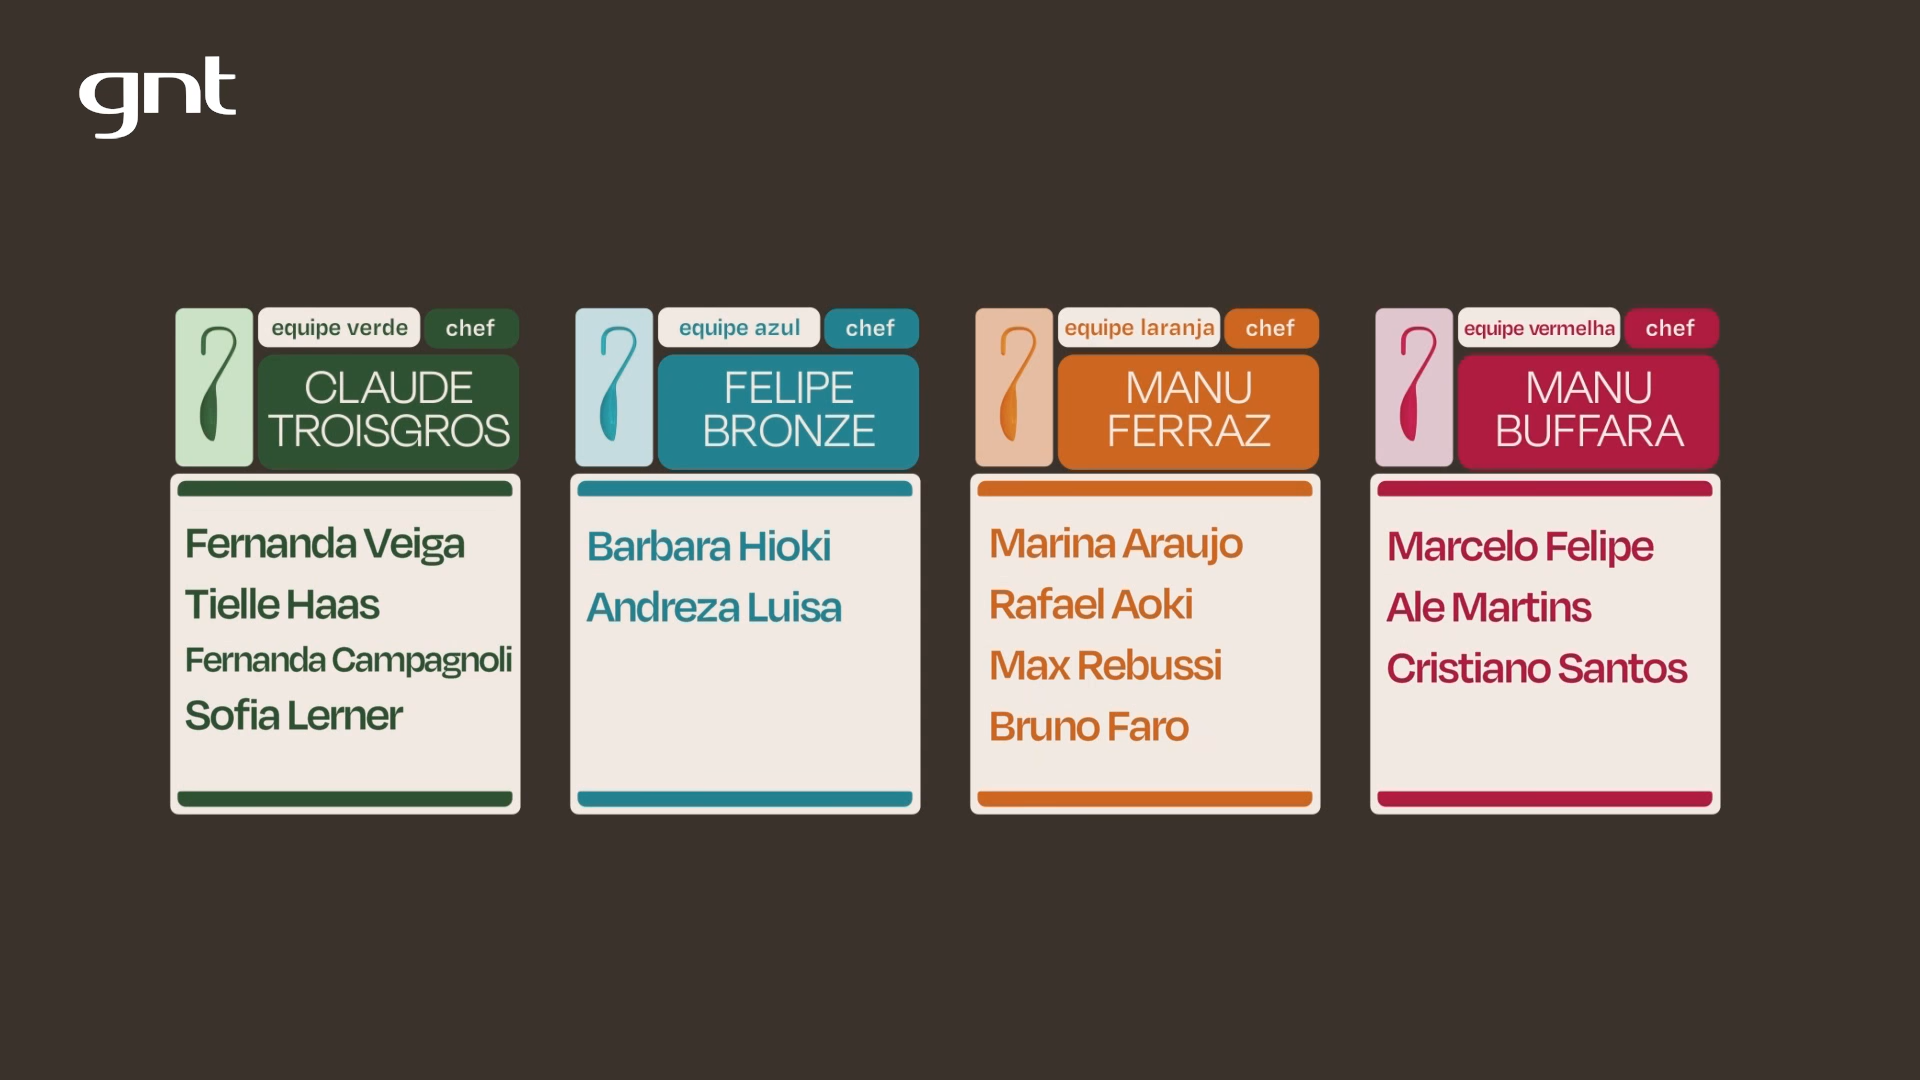 gnt
equipe verde
chef
CLAUDE
TROISGROS
Fernanda Veiga
Tielle Haas
Fernanda Campagnoli
Sofia Lerner
equipe azul
chef
FELIPE
BRONZE
Barbara Hioki
Andreza Luisa
equipe laranja
chef
MANU
FERRAZ
Marina Araujo
Rafael Aoki
Max Rebussi
Bruno Faro
equipe vermelha
chef
MANU
BUFFARA
Marcelo Felipe
Ale Martins
Cristiano Santos